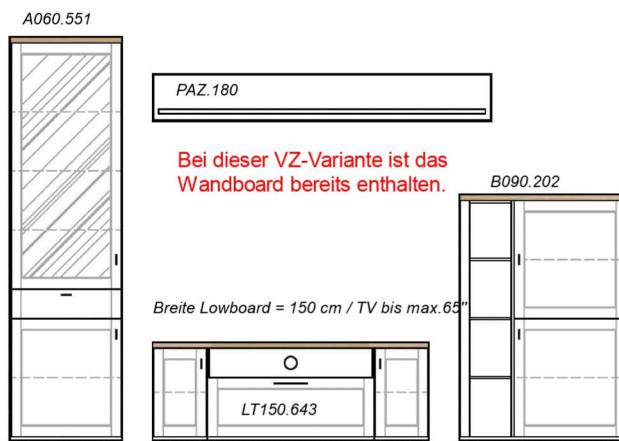 A060.551
PAZ.180
Bei dieser VZ-Variante ist das
Wandboard bereits enthalten.
B090.202
Breite Lowboard = 150 cm / TV bis max.65"
LT150.643